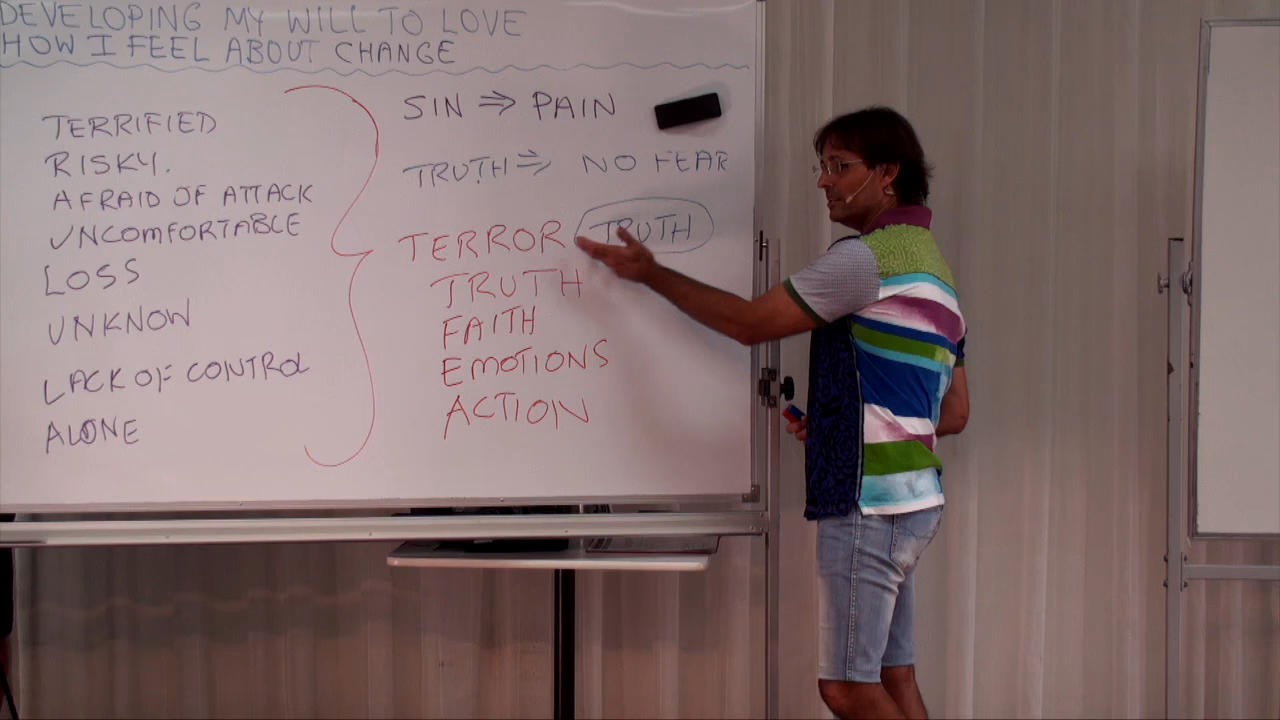 DEVELOPING MY WILL TO LOVE
HOW I FEEL ABOUT CHANGE
TERRIFIED
RISKY.
AFRAID OF ATTACK
UNCOMFORTABLE
LOSS
UNKNOW
LACK OF CONTROL
ALONE
SIN ⇒ PAIN
TRUTH ⇒ NO FEAR
TERROR TRUTH
TRUTH
FAITH
EMOTIONS
ACTION